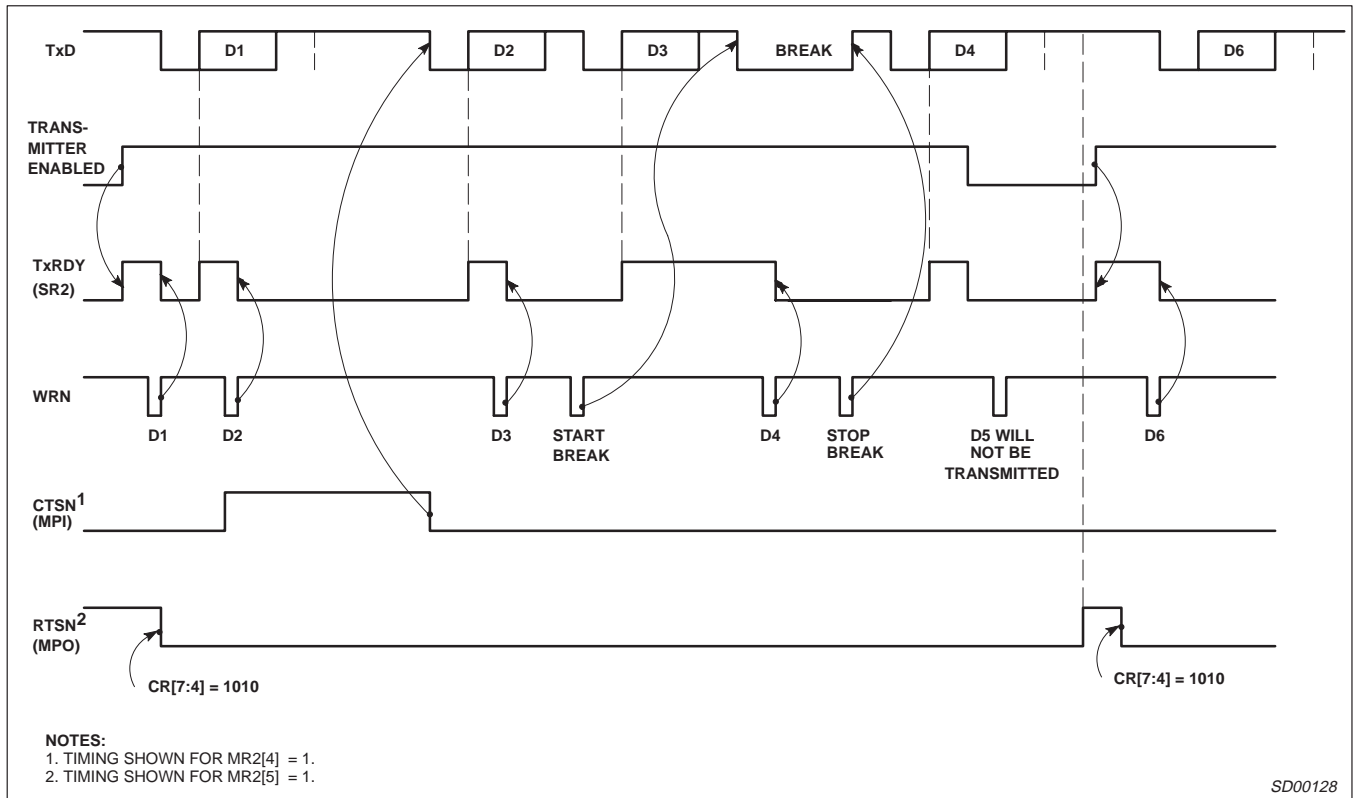 TxD
D1
D2
D3
BREAK
D4
D6
TRANS-
MITTER
ENABLED
TxRDY
(SR2)
WRN
D1
D2
D3
START
BREAK
D4
STOP
BREAK
D5 WILL
NOT BE
TRANSMITTED
D6
CTSN1
(MPI)
RTSN2
(MPO)
CR[7:4] = 1010
CR[7:4] = 1010
NOTES:
1. TIMING SHOWN FOR MR2[4] = 1.
2. TIMING SHOWN FOR MR2[5] = 1.
SD00128